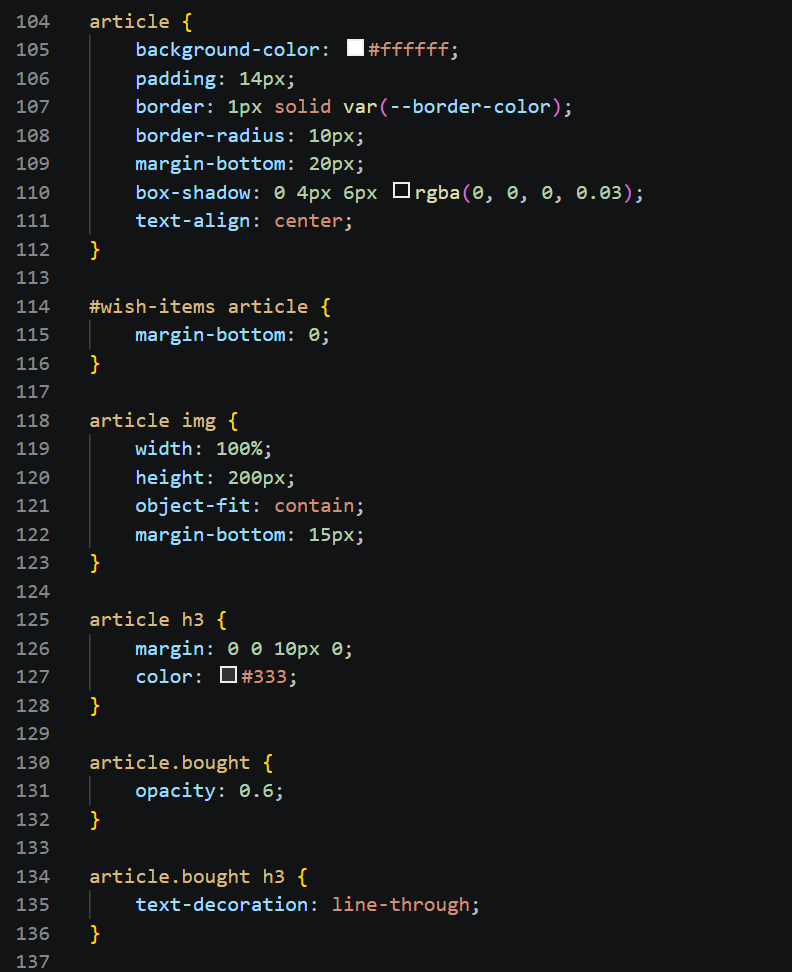 104 article {
105     background-color: #ffffff;
106     padding: 14px;
107     border: 1px solid var(--border-color);
108     border-radius: 10px;
109     margin-bottom: 20px;
110     box-shadow: 0 4px 6px rgba(0, 0, 0, 0.03);
111     text-align: center;
112 }
113
114 #wish-items article {
115     margin-bottom: 0;
116 }
117
118 article img {
119     width: 100%;
120     height: 200px;
121     object-fit: contain;
122     margin-bottom: 15px;
123 }
124
125 article h3 {
126     margin: 0 0 10px 0;
127     color: #333;
128 }
129
130 article.bought {
131     opacity: 0.6;
132 }
133
134 article.bought h3 {
135     text-decoration: line-through;
136 }
137